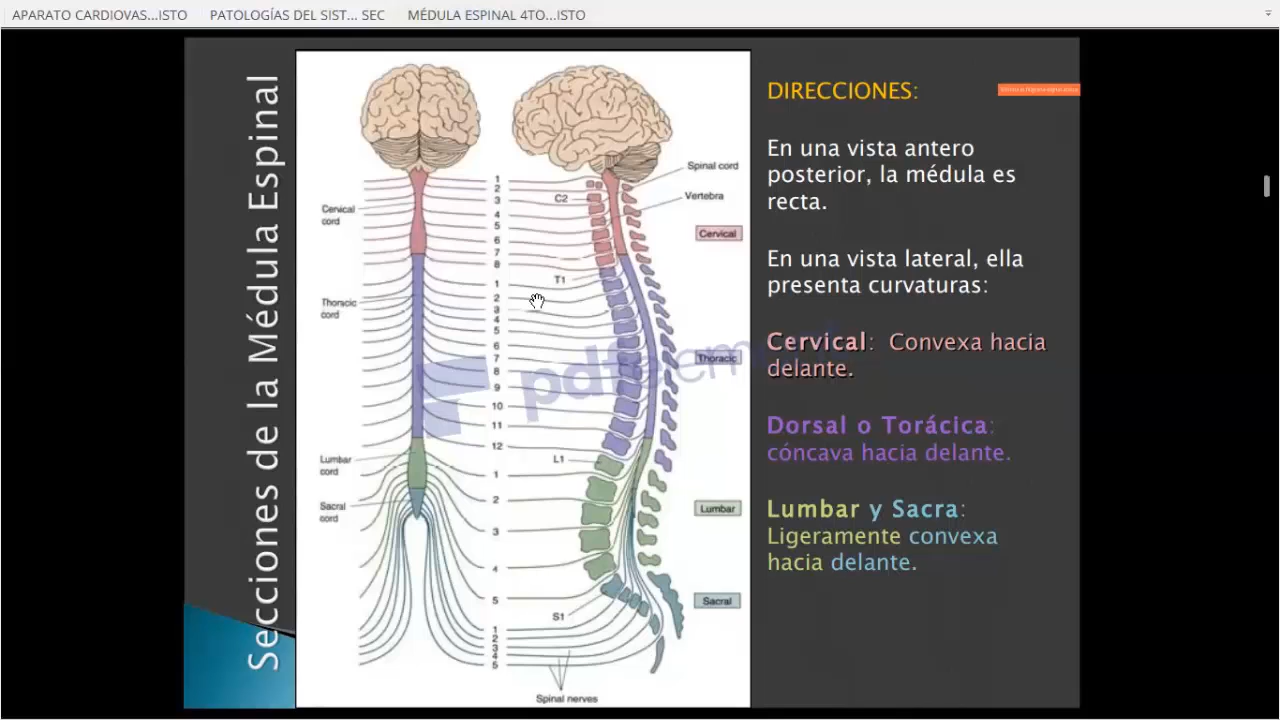 APARATO CARDIOVAS...ISTO
PATOLOGÍAS DEL SIST... SEC
MÉDULA ESPINAL 4TO...ISTO
Secciones de la Médula Espinal
Cervical
cord
Thoracic
cord
Lumbar
cord
Sacral
cord
1
2
3
4
5
6
7
8
1
2
3
4
5
6
7
8
9
10
11
12
1
2
3
4
5
1
2
3
4
5
C2
T1
L1
S1
Spinal nerves
Spinal cord
Vertebra
Cervical
Thoracic
Lumbar
Sacral
DIRECCIONES:
En una vista antero
posterior, la médula es
recta.
En una vista lateral, ella
presenta curvaturas:
Cervical: Convexa hacia
delante.
Dorsal o Torácica:
cóncava hacia delante.
Lumbar y Sacra:
Ligeramente convexa
hacia delante.